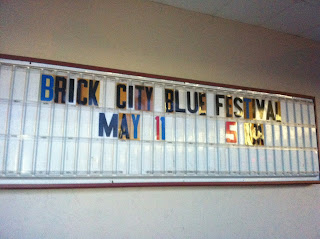 BRICK CITY BLUE FESTIVAL
MAY 11